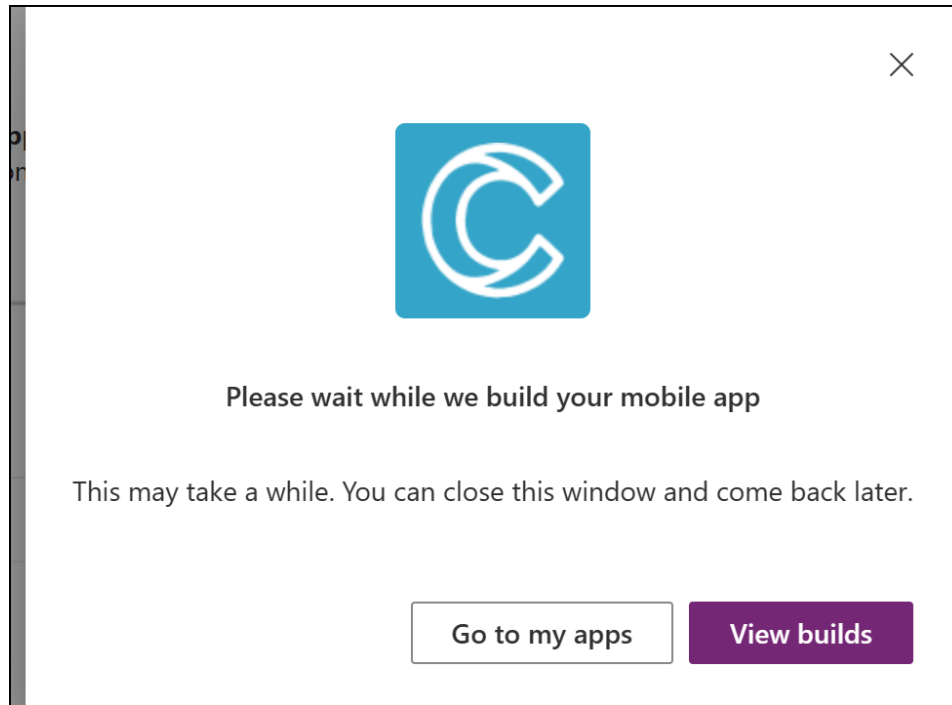 Please wait while we build your mobile app
This may take a while. You can close this window and come back later.
Go to my apps
View builds